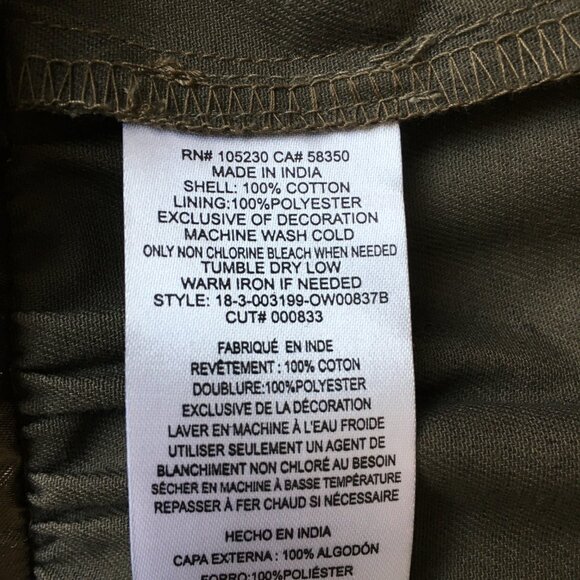 RN# 105230 CA# 58350
MADE IN INDIA
SHELL: 100% COTTON
LINING:100%POLYESTER
EXCLUSIVE OF DECORATION
MACHINE WASH COLD
ONLY NON CHLORINE BLEACH WHEN NEEDED
TUMBLE DRY LOW
WARM IRON IF NEEDED
STYLE: 18-3-003199-OW00837B
CUT# 000833
FABRIQUÉ EN INDE
REVÊTEMENT : 100% COTON
DOUBLURE:100%POLYESTER
EXCLUSIVE DE LA DÉCORATION
LAVER EN MACHINE À L'EAU FROIDE
UTILISER SEULEMENT UN AGENT DE
BLANCHIMENT NON CHLORÉ AU BESOIN
SÉCHER EN MACHINE À BASSE TEMPÉRATURE
REPASSER À FER CHAUD SI NÉCESSAIRE
HECHO EN INDIA
CAPA EXTERNA : 100% ALGODÓN
FORRO:100%POLIÉSTER